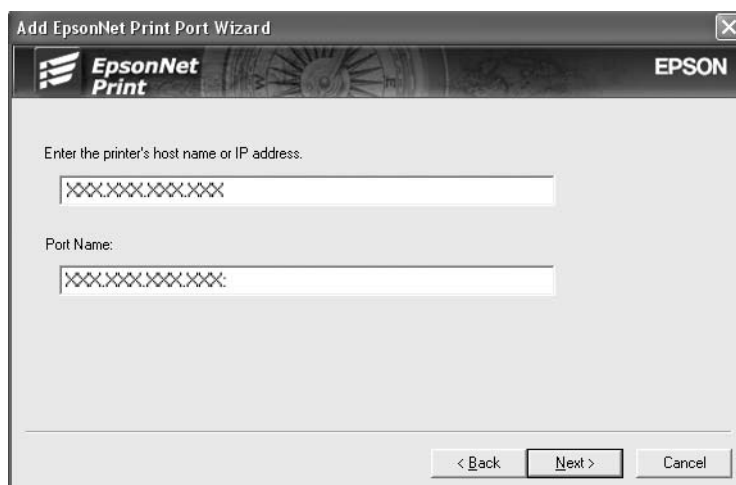 Add EpsonNet Print Port Wizard
EpsonNet
Print
EPSON
Enter the printer's host name or IP address.
XXX.XXX.XXX.XXX
Port Name:
XXX.XXX.XXX.XXX:
< Back
Next >
Cancel